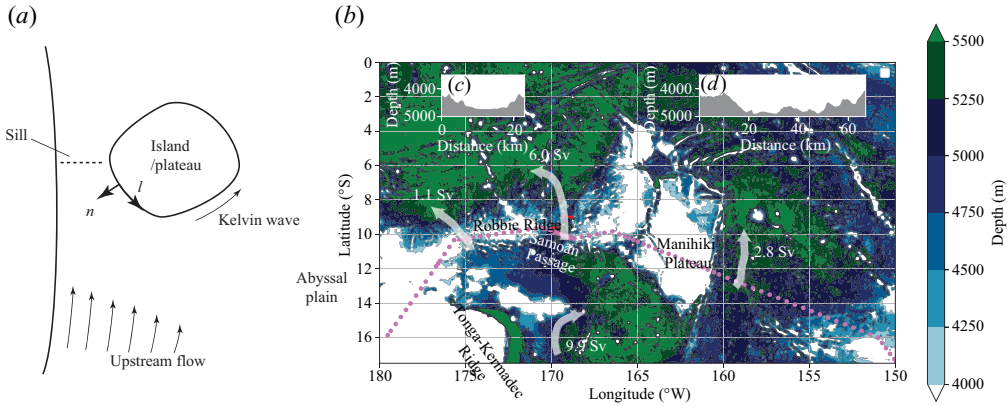 (a)
Sill
Island
/plateau
l
n
Kelvin wave
Upstream flow
Abyssal
plain
(b)
0
2
4
6
8
10
12
14
16
Latitude (°S)
180
175
170
165
160
155
150
Longitude (°W)
(c)
Depth (m)
4000
5000
0
20
Distance (km)
(d)
Depth (m)
4000
5000
0
20
40
60
Distance (km)
6.0 Sv
1.1 Sv
Robbie Ridge
Samoan
Passage
Manihiki
Plateau
2.8 Sv
9.9 Sv
Tonga-Kermadec
Ridge
5500
5250
5000
4750
4500
4250
4000
Depth (m)